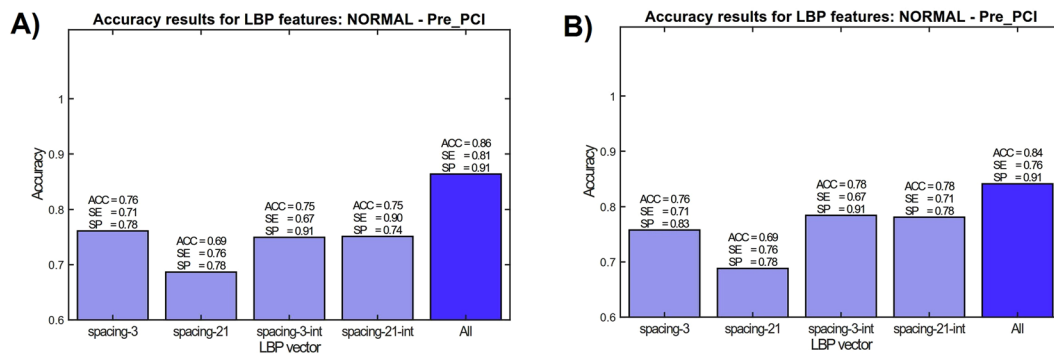 A)
Accuracy results for LBP features: NORMAL - Pre_PCI
Accuracy
1
0.9
0.8
0.7
0.6
ACC = 0.76
SE = 0.71
SP = 0.78
ACC = 0.69
SE = 0.76
SP = 0.78
ACC = 0.75
SE = 0.67
SP = 0.91
ACC = 0.75
SE = 0.90
SP = 0.74
ACC = 0.86
SE = 0.81
SP = 0.91
spacing-3 spacing-21 spacing-3-int spacing-21-int All
LBP vector
B)
Accuracy results for LBP features: NORMAL - Pre_PCI
Accuracy
1
0.9
0.8
0.7
0.6
ACC = 0.76
SE = 0.71
SP = 0.83
ACC = 0.69
SE = 0.76
SP = 0.78
ACC = 0.78
SE = 0.67
SP = 0.91
ACC = 0.78
SE = 0.71
SP = 0.78
ACC = 0.84
SE = 0.76
SP = 0.91
spacing-3 spacing-21 spacing-3-int spacing-21-int All
LBP vector